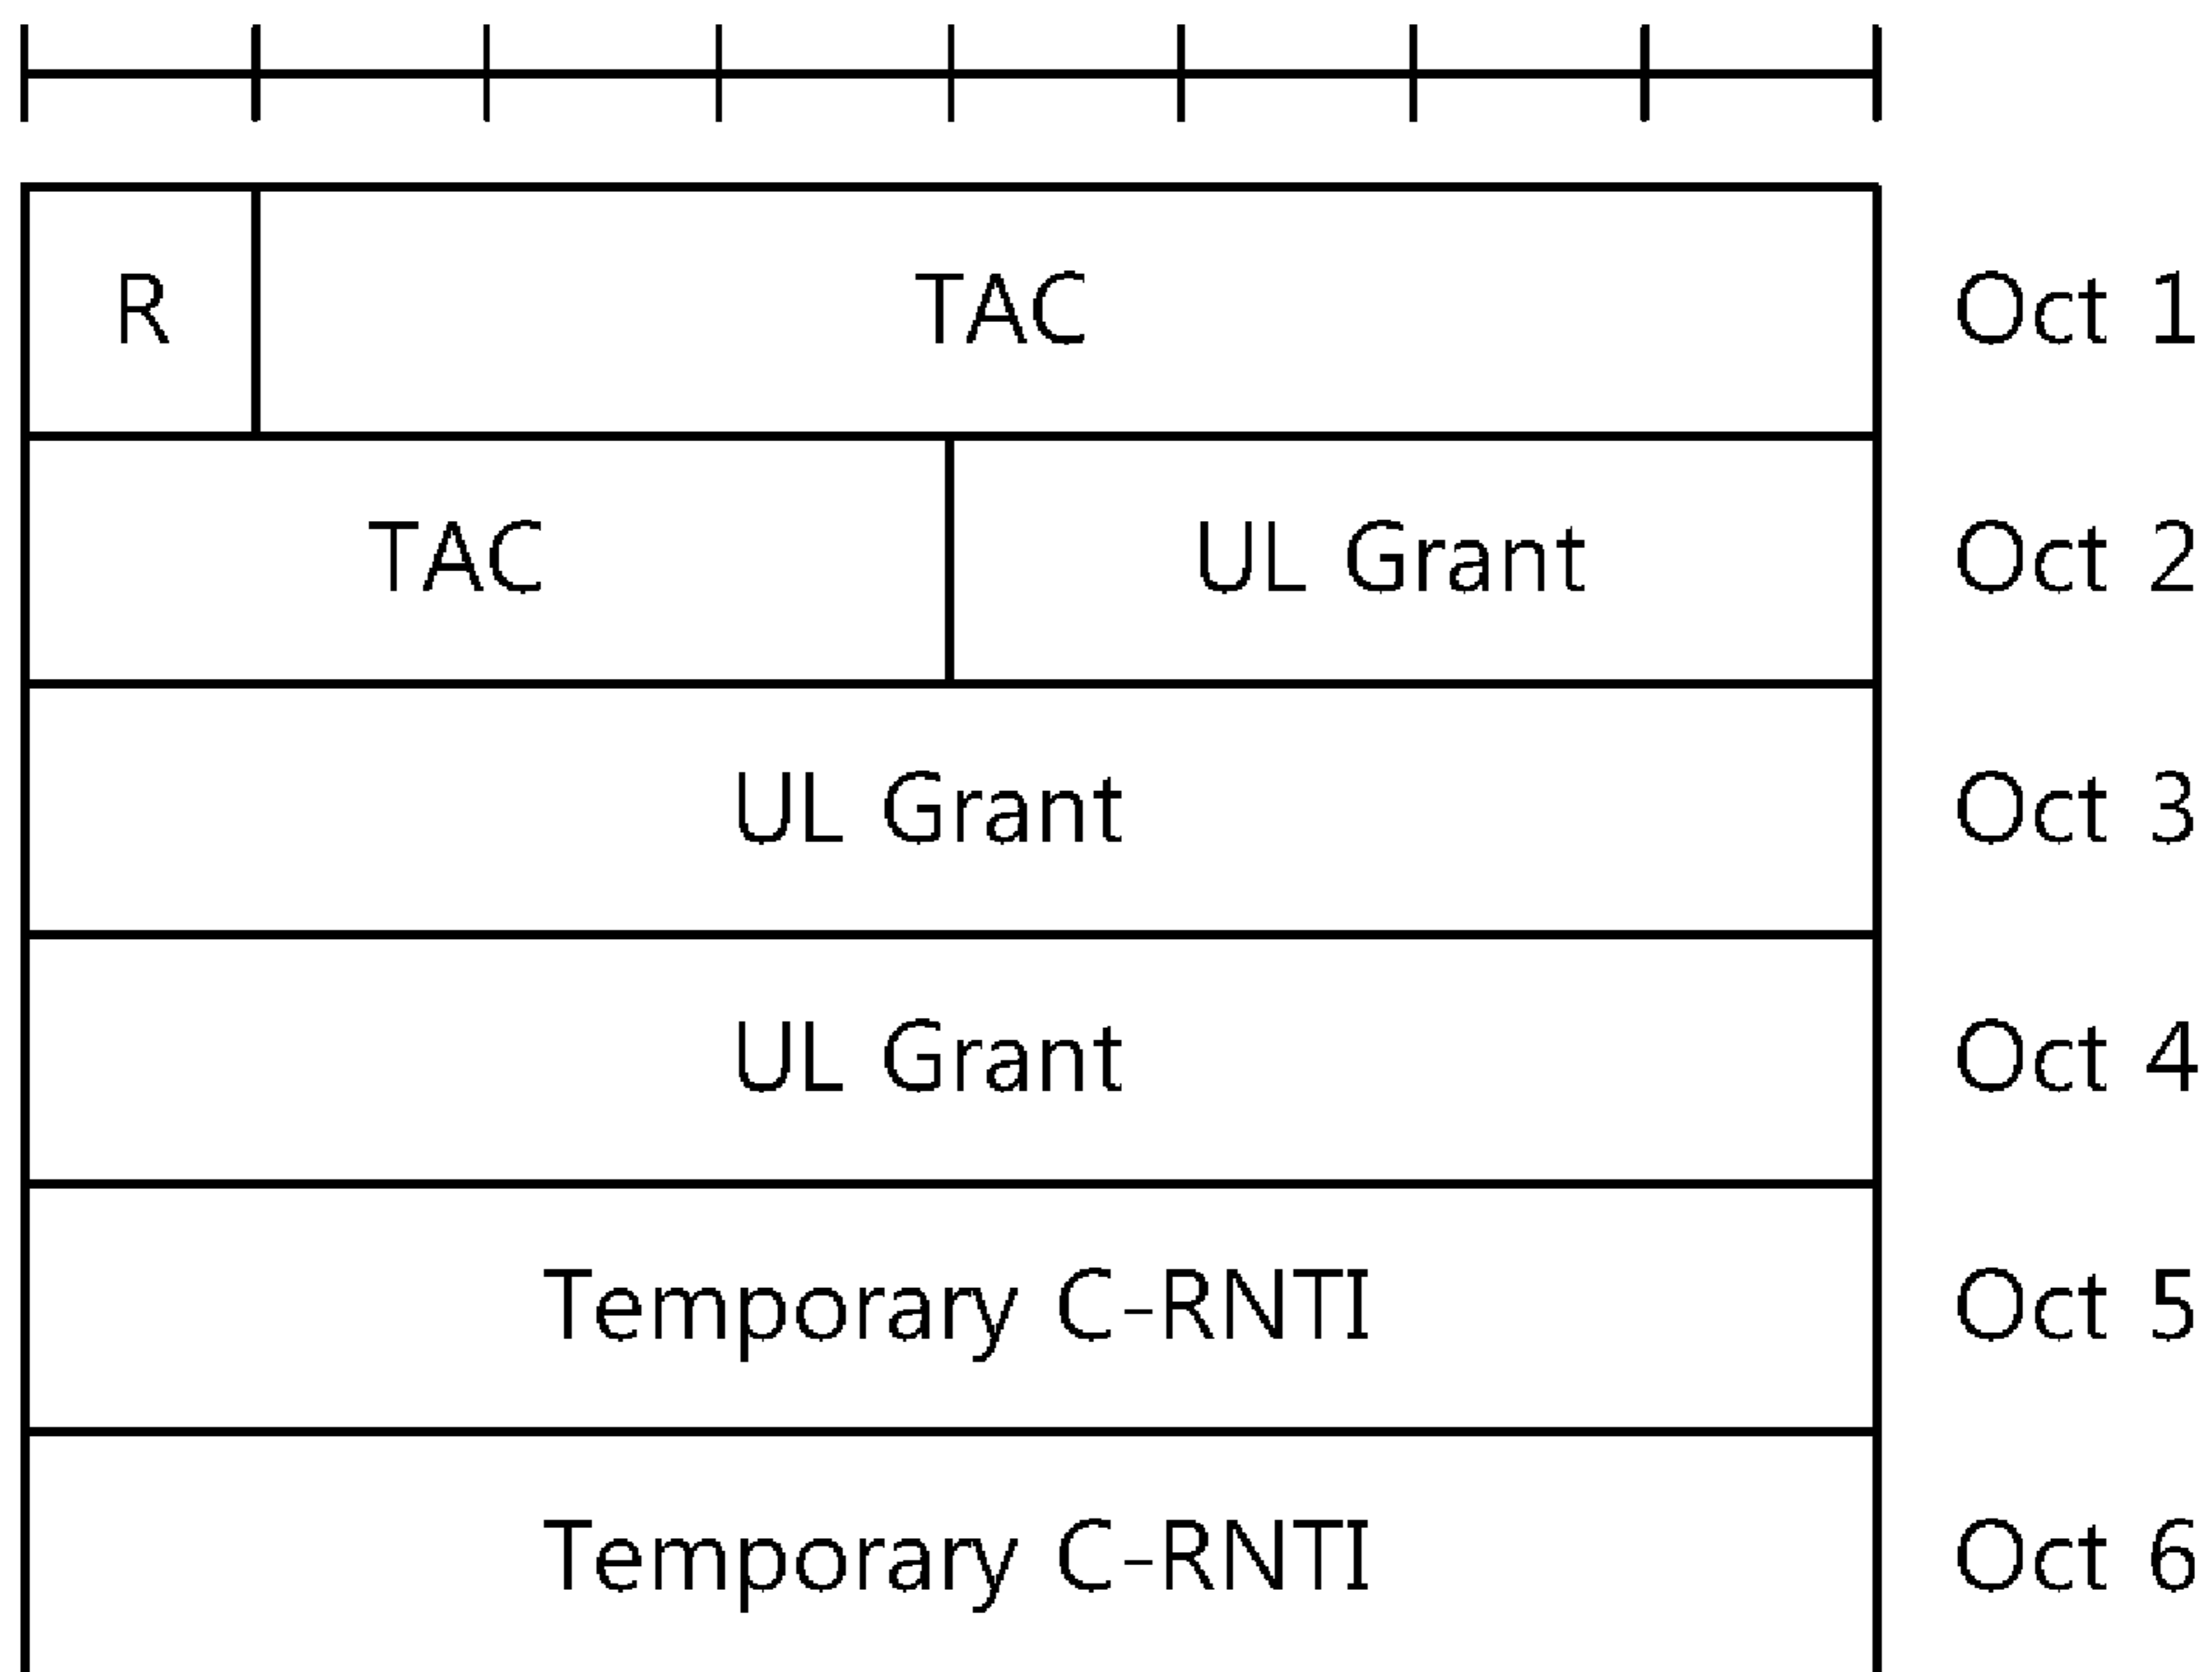 R TAC Oct 1
TAC UL Grant Oct 2
UL Grant Oct 3
UL Grant Oct 4
Temporary C-RNTI Oct 5
Temporary C-RNTI Oct 6